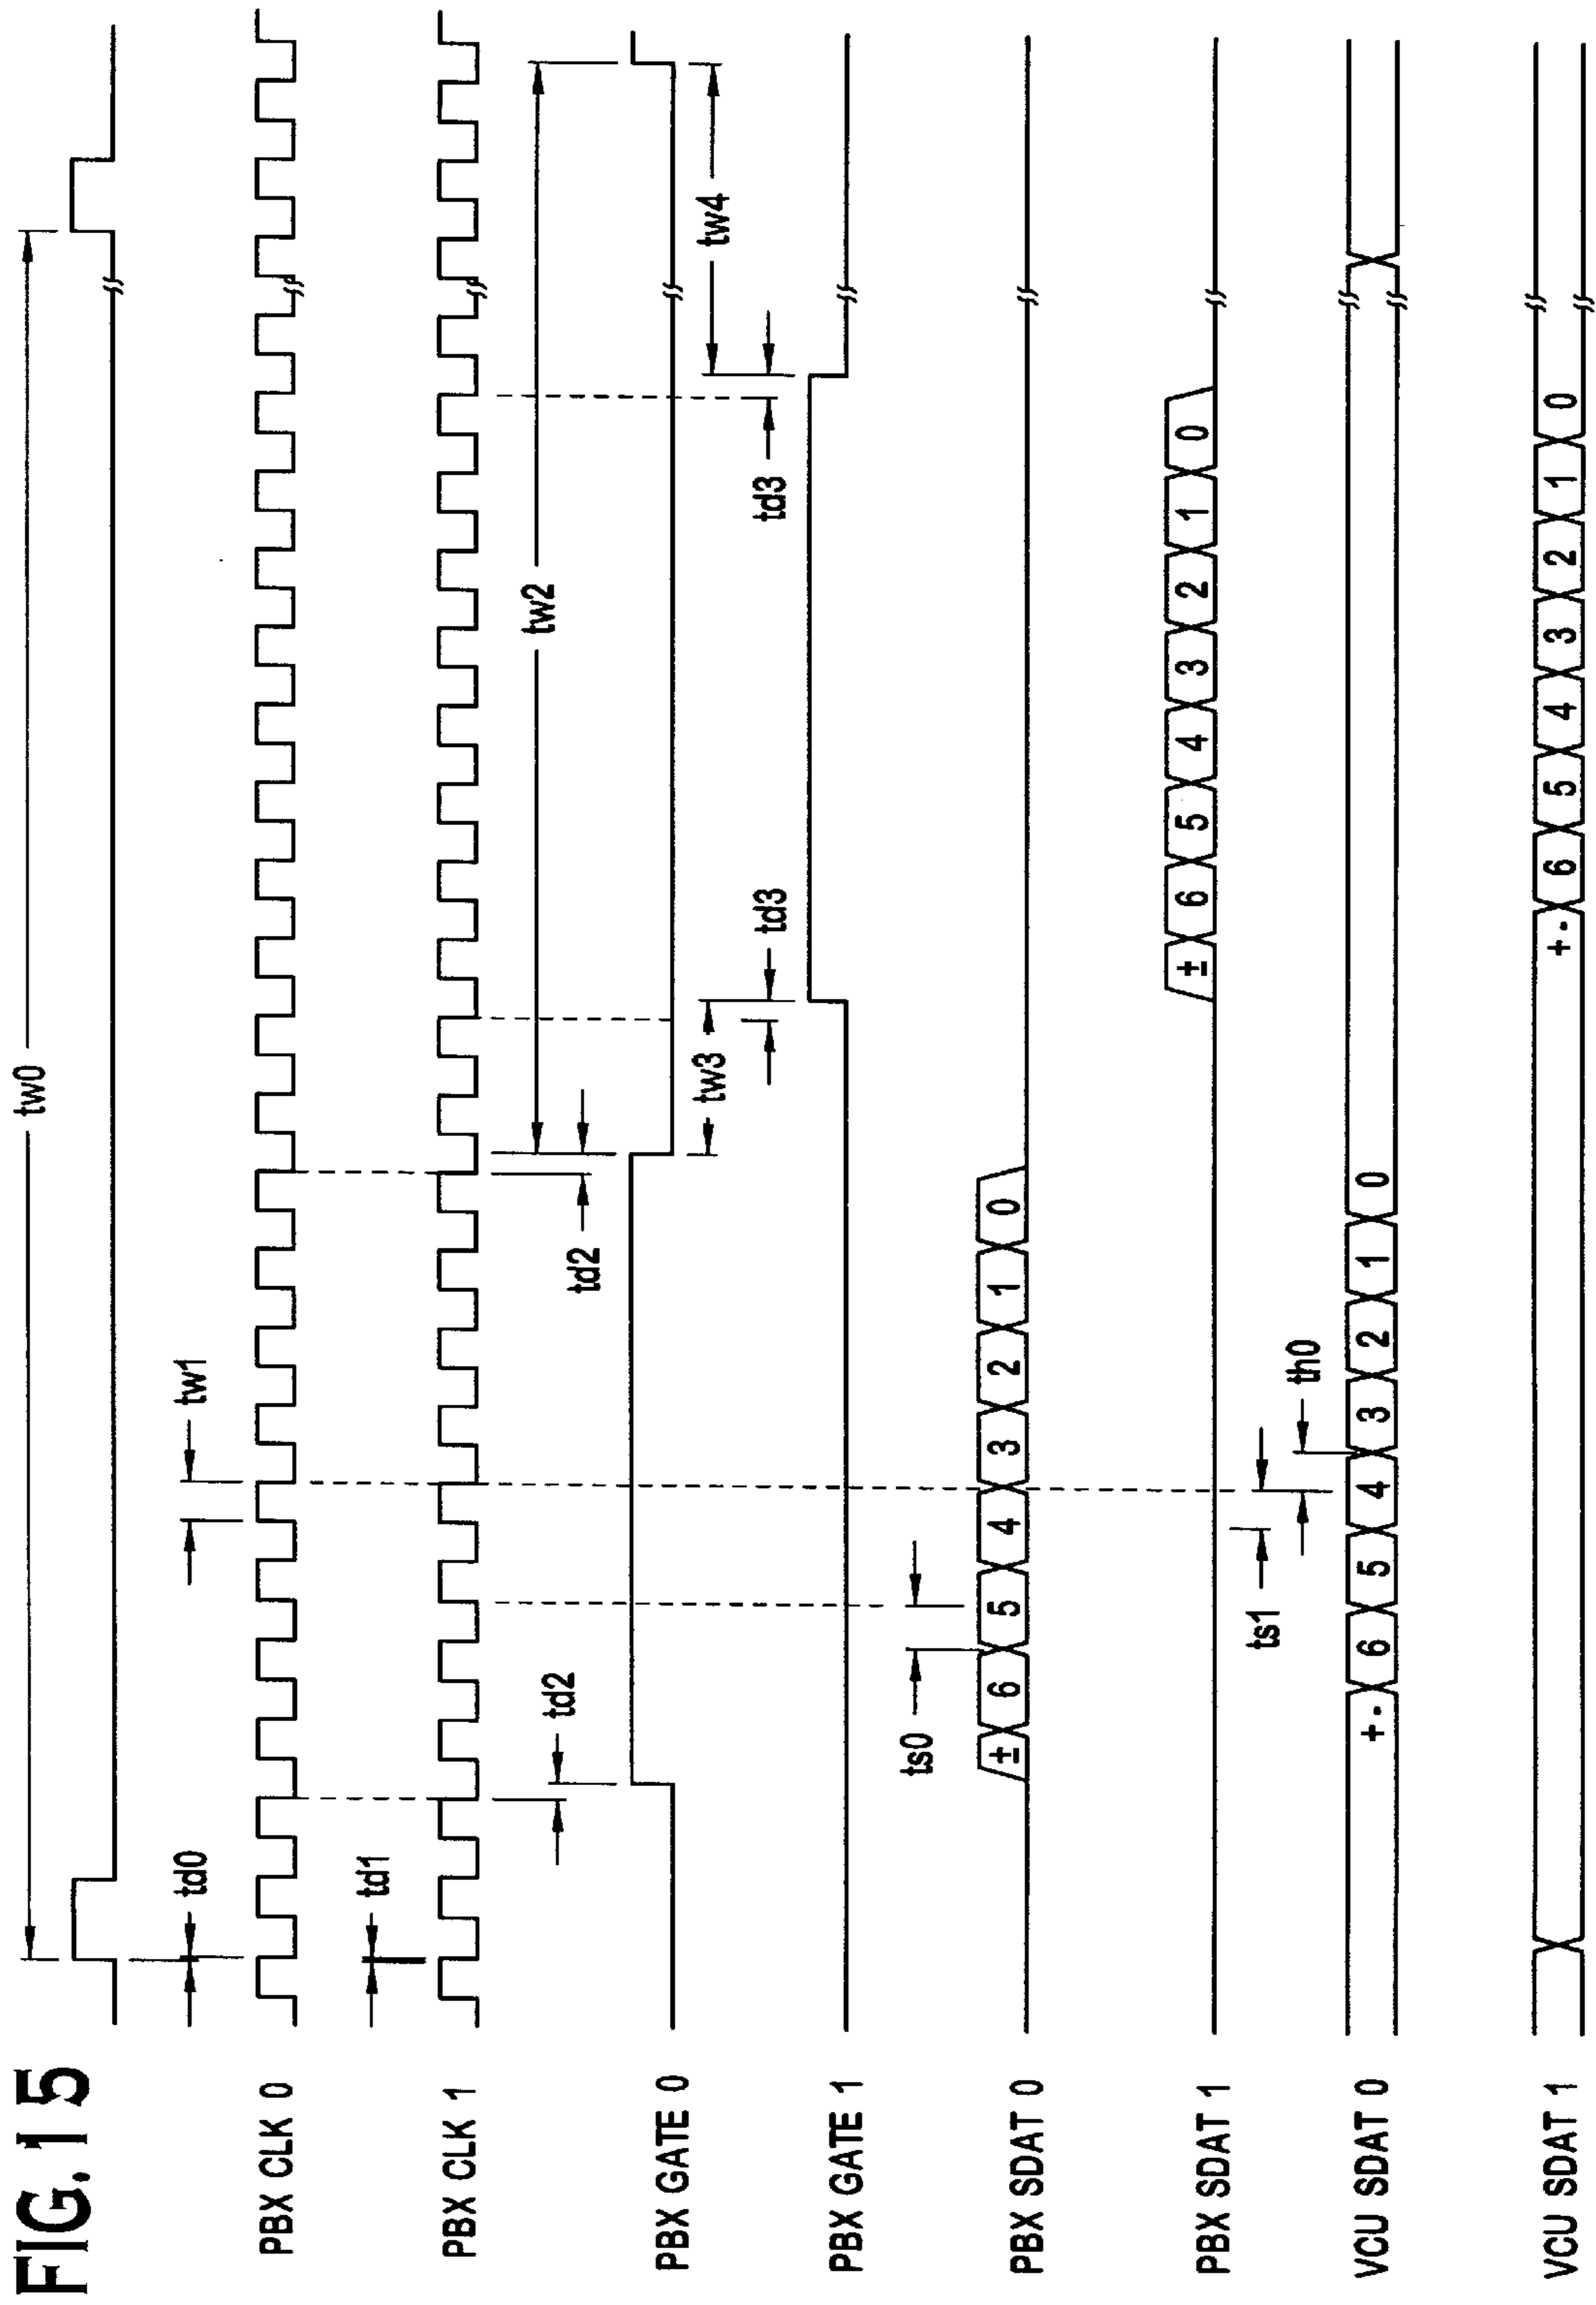 FIG.15
tw0
td0 tw1
PBX CLK 0
td1
PBX CLK 1
tw2
td2 td2
PBX GATE 0
tw3 tw4
td3 td3
PBX GATE 1
ts0
PBX SDAT 0 ± 6 5 4 3 2 1 0
PBX SDAT 1 ± 6 5 4 3 2 1 0
ts1 th0
VCU SDAT 0 +- 6 5 4 3 2 1 0
VCU SDAT 1 +- 6 5 4 3 2 1 0